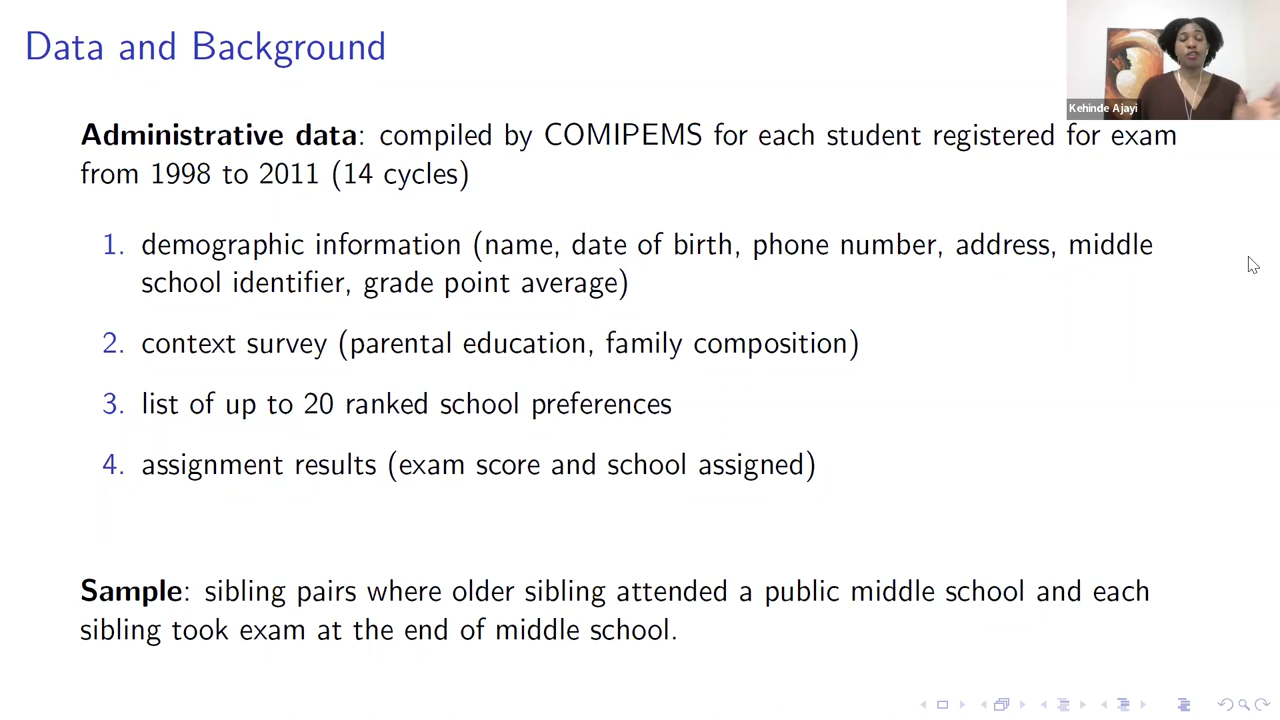 Data and Background
Kehinde Ajayi
Administrative data: compiled by COMIPEMS for each student registered for exam
from 1998 to 2011 (14 cycles)
1. demographic information (name, date of birth, phone number, address, middle
school identifier, grade point average)
2. context survey (parental education, family composition)
3. list of up to 20 ranked school preferences
4. assignment results (exam score and school assigned)
Sample: sibling pairs where older sibling attended a public middle school and each
sibling took exam at the end of middle school.